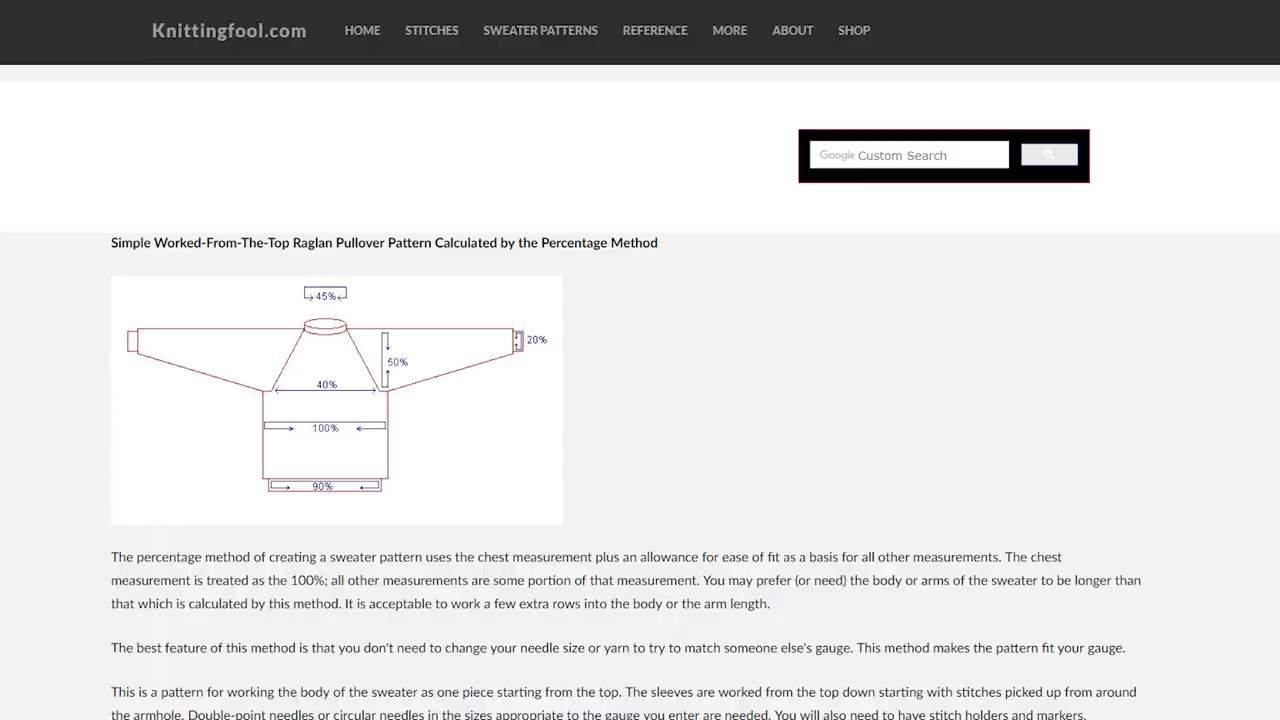 Knittingfool.com HOME STITCHES SWEATER PATTERNS REFERENCE MORE ABOUT SHOP
Google Custom Search
Simple Worked-From-The-Top Raglan Pullover Pattern Calculated by the Percentage Method
45%
20%
50%
40%
100%
90%
The percentage method of creating a sweater pattern uses the chest measurement plus an allowance for ease of fit as a basis for all other measurements. The chest
measurement is treated as the 100%; all other measurements are some portion of that measurement. You may prefer (or need) the body or arms of the sweater to be longer than
that which is calculated by this method. It is acceptable to work a few extra rows into the body or the arm length.
The best feature of this method is that you don't need to change your needle size or yarn to try to match someone else's gauge. This method makes the pattern fit your gauge.
This is a pattern for working the body of the sweater as one piece starting from the top. The sleeves are worked from the top down starting with stitches picked up from around
the armhole. Double-point needles or circular needles in the sizes appropriate to the gauge you enter are needed. You will also need to have stitch holders and markers.